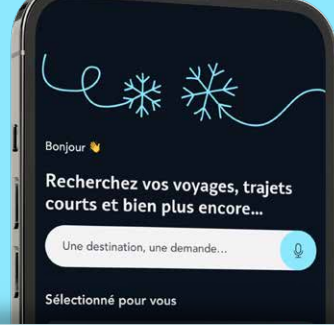 Bonjour 👋
Recherchez vos voyages, trajets
courts et bien plus encore...
Une destination, une demande...
Sélectionné pour vous